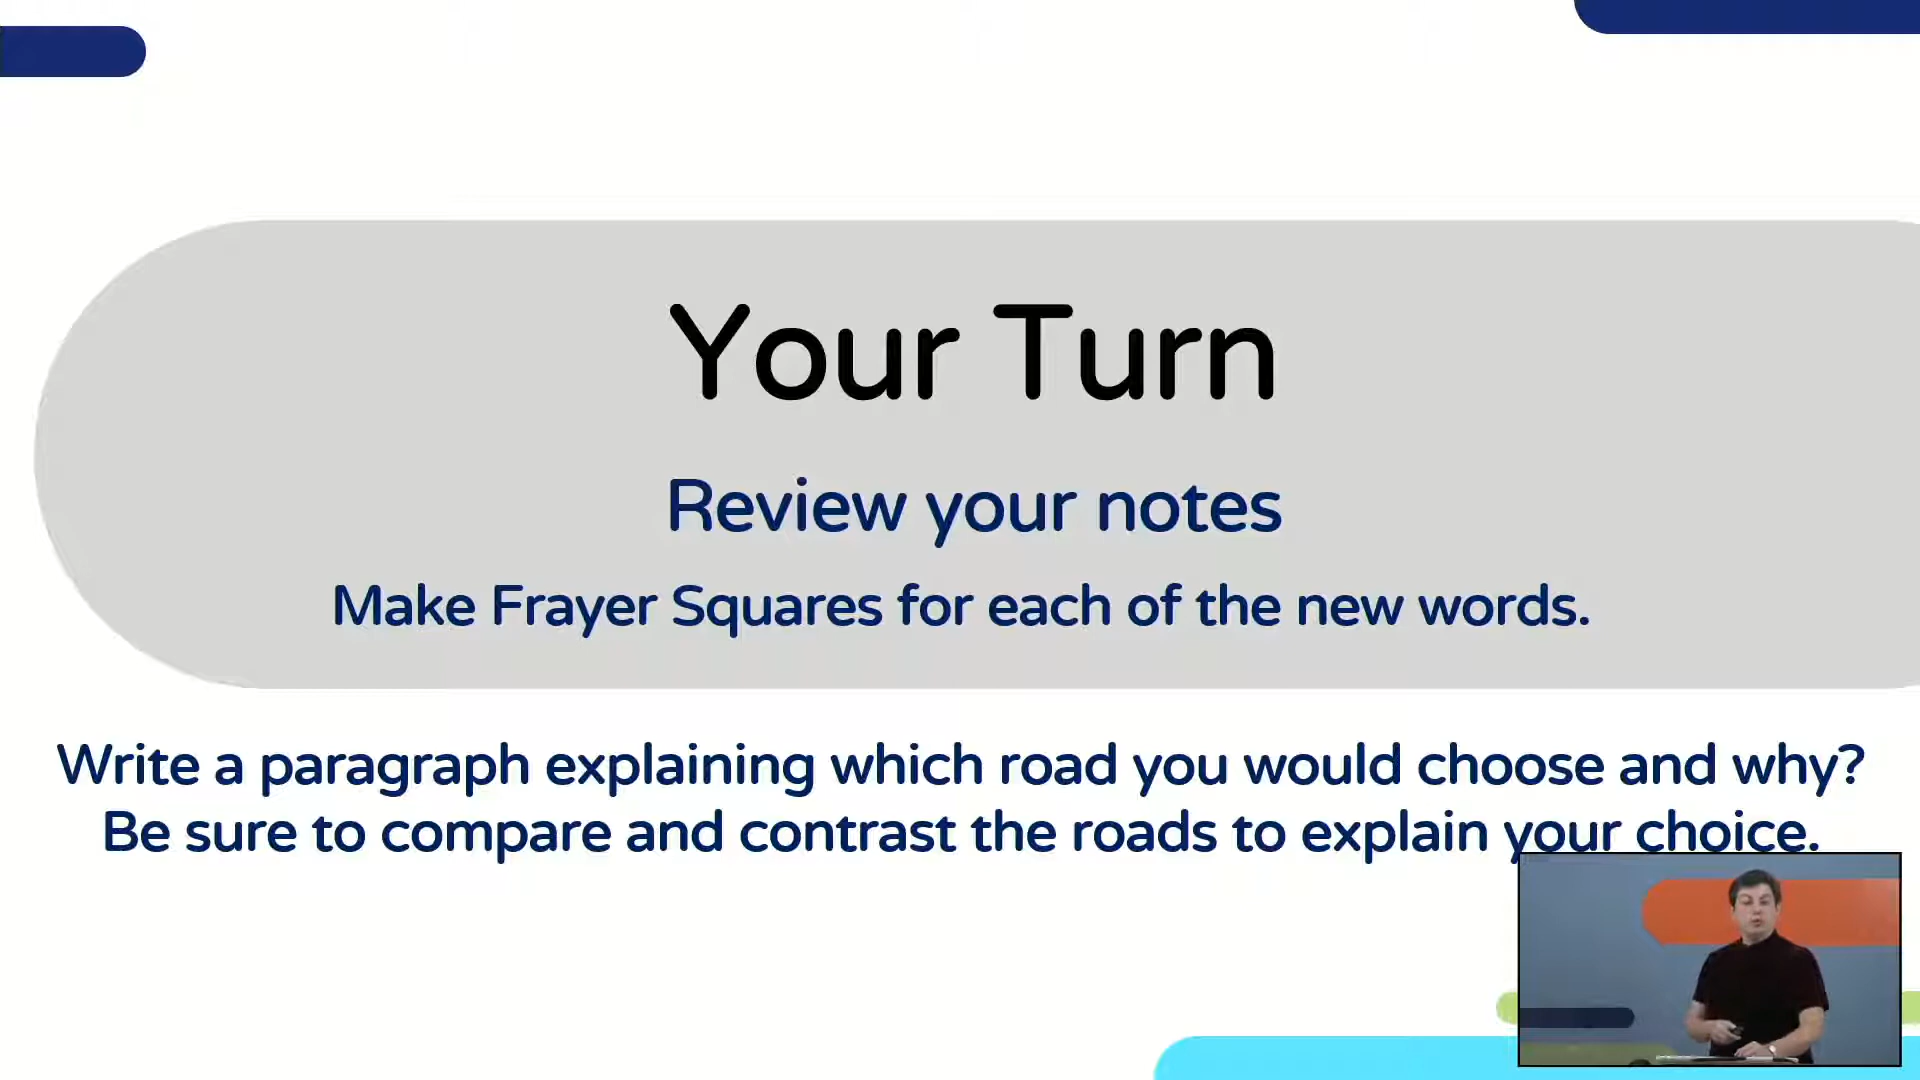 Your Turn
Review your notes
Make Frayer Squares for each of the new words.
Write a paragraph explaining which road you would choose and why?
Be sure to compare and contrast the roads to explain your choice.